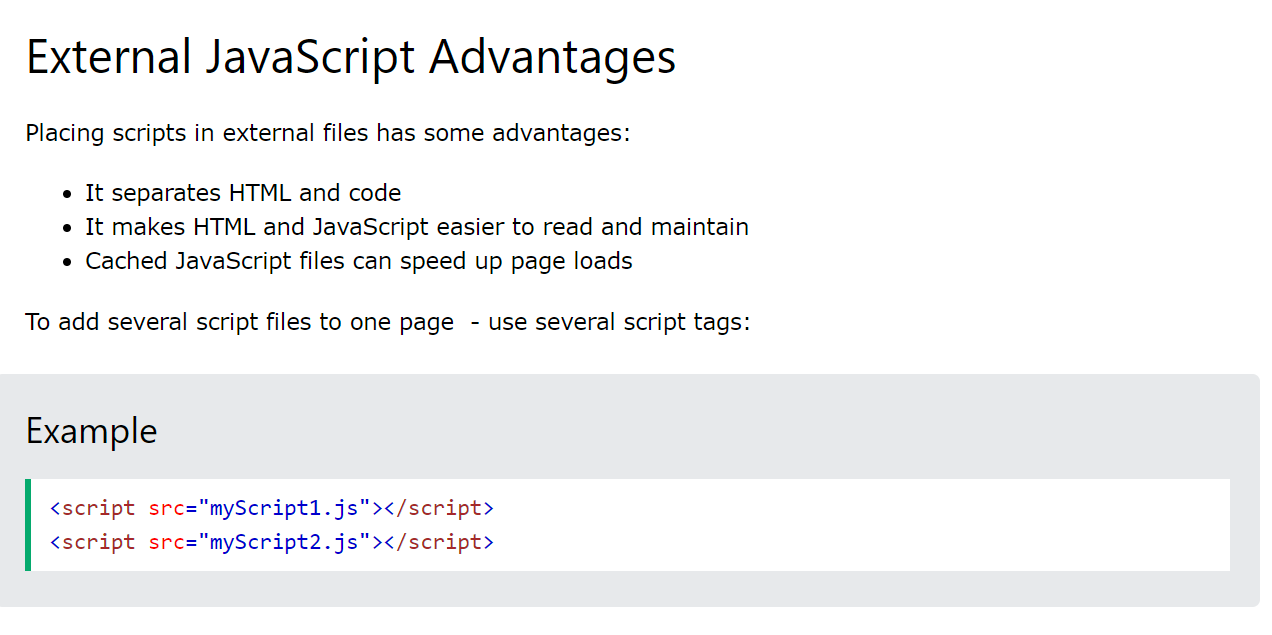 External JavaScript Advantages
Placing scripts in external files has some advantages:
It separates HTML and code
It makes HTML and JavaScript easier to read and maintain
Cached JavaScript files can speed up page loads
To add several script files to one page  - use several script tags:
Example
<script src="myScript1.js"></script>
<script src="myScript2.js"></script>